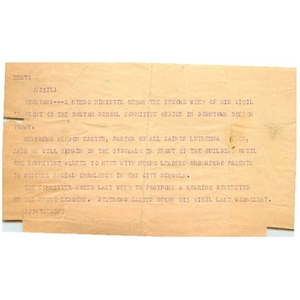 (VIGIL)
BOSTON---A NEGRO MINISTER BEGAN THE SECOND WEEK OF HIS VIGIL
IN FRONT OF THE BOSTON SCHOOL COMMITTEE OFFICE IN DOWNTOWN BOSTON
TODAY.
REVEREND VERNON CARTER, PASTOR OF ALL SAINTS LUTHERAN CHURCH,
SAID HE WILL REMAIN ON THE SIDEWALK IN FRONT OF THE BUILDING UNTIL
THE COMMITTEE AGREES TO MEET WITH NEGRO LEADERS AND NEGRO PARENTS
TO DISCUSS RACIAL IMBALANCE IN THE CITY SCHOOLS.
THE COMMITTEE VOTED LAST WEEK TO POSTPONE A HEARING REQUESTED
BY THE NEGRO LEADERS. REVEREND CARTER BEGAN HIS VIGIL LAST